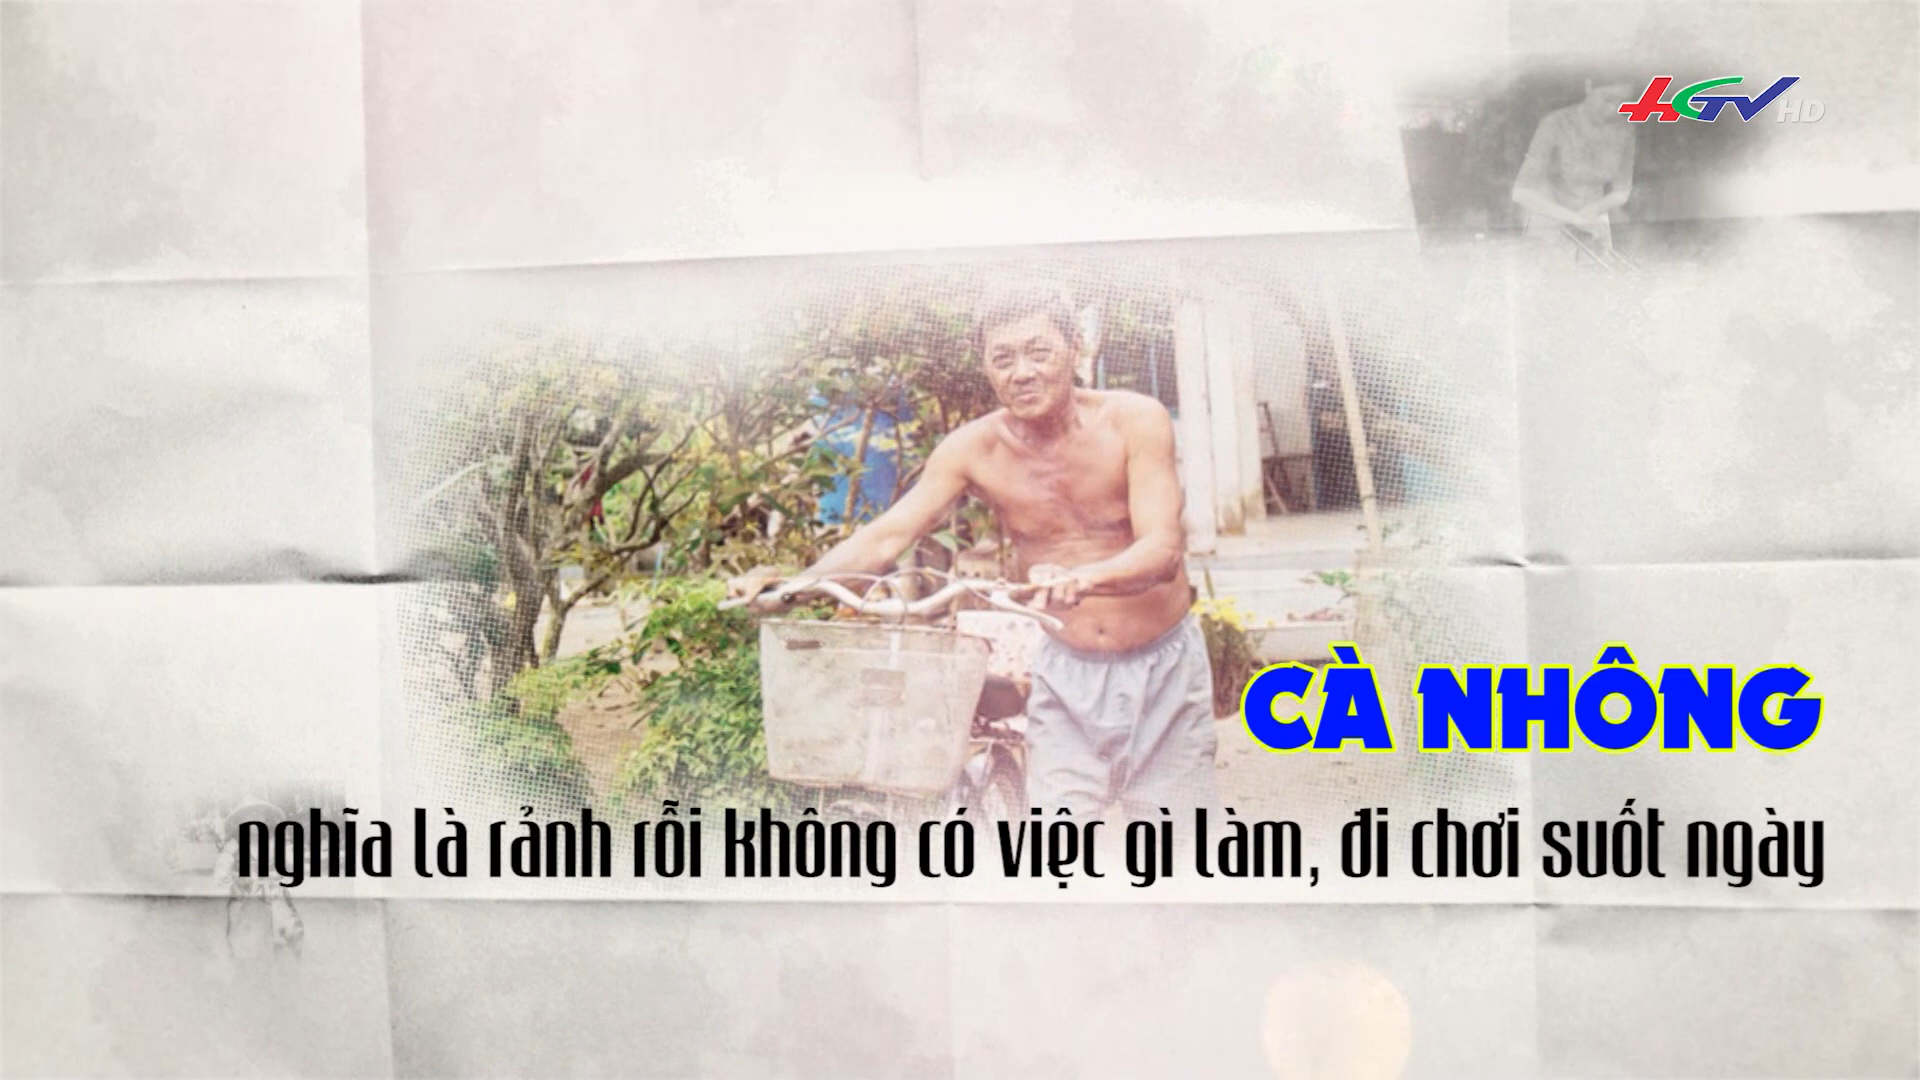 HGTV HD
CÀ NHÔNG
nghĩa là rảnh rỗi không có việc gì làm, đi chơi suốt ngày